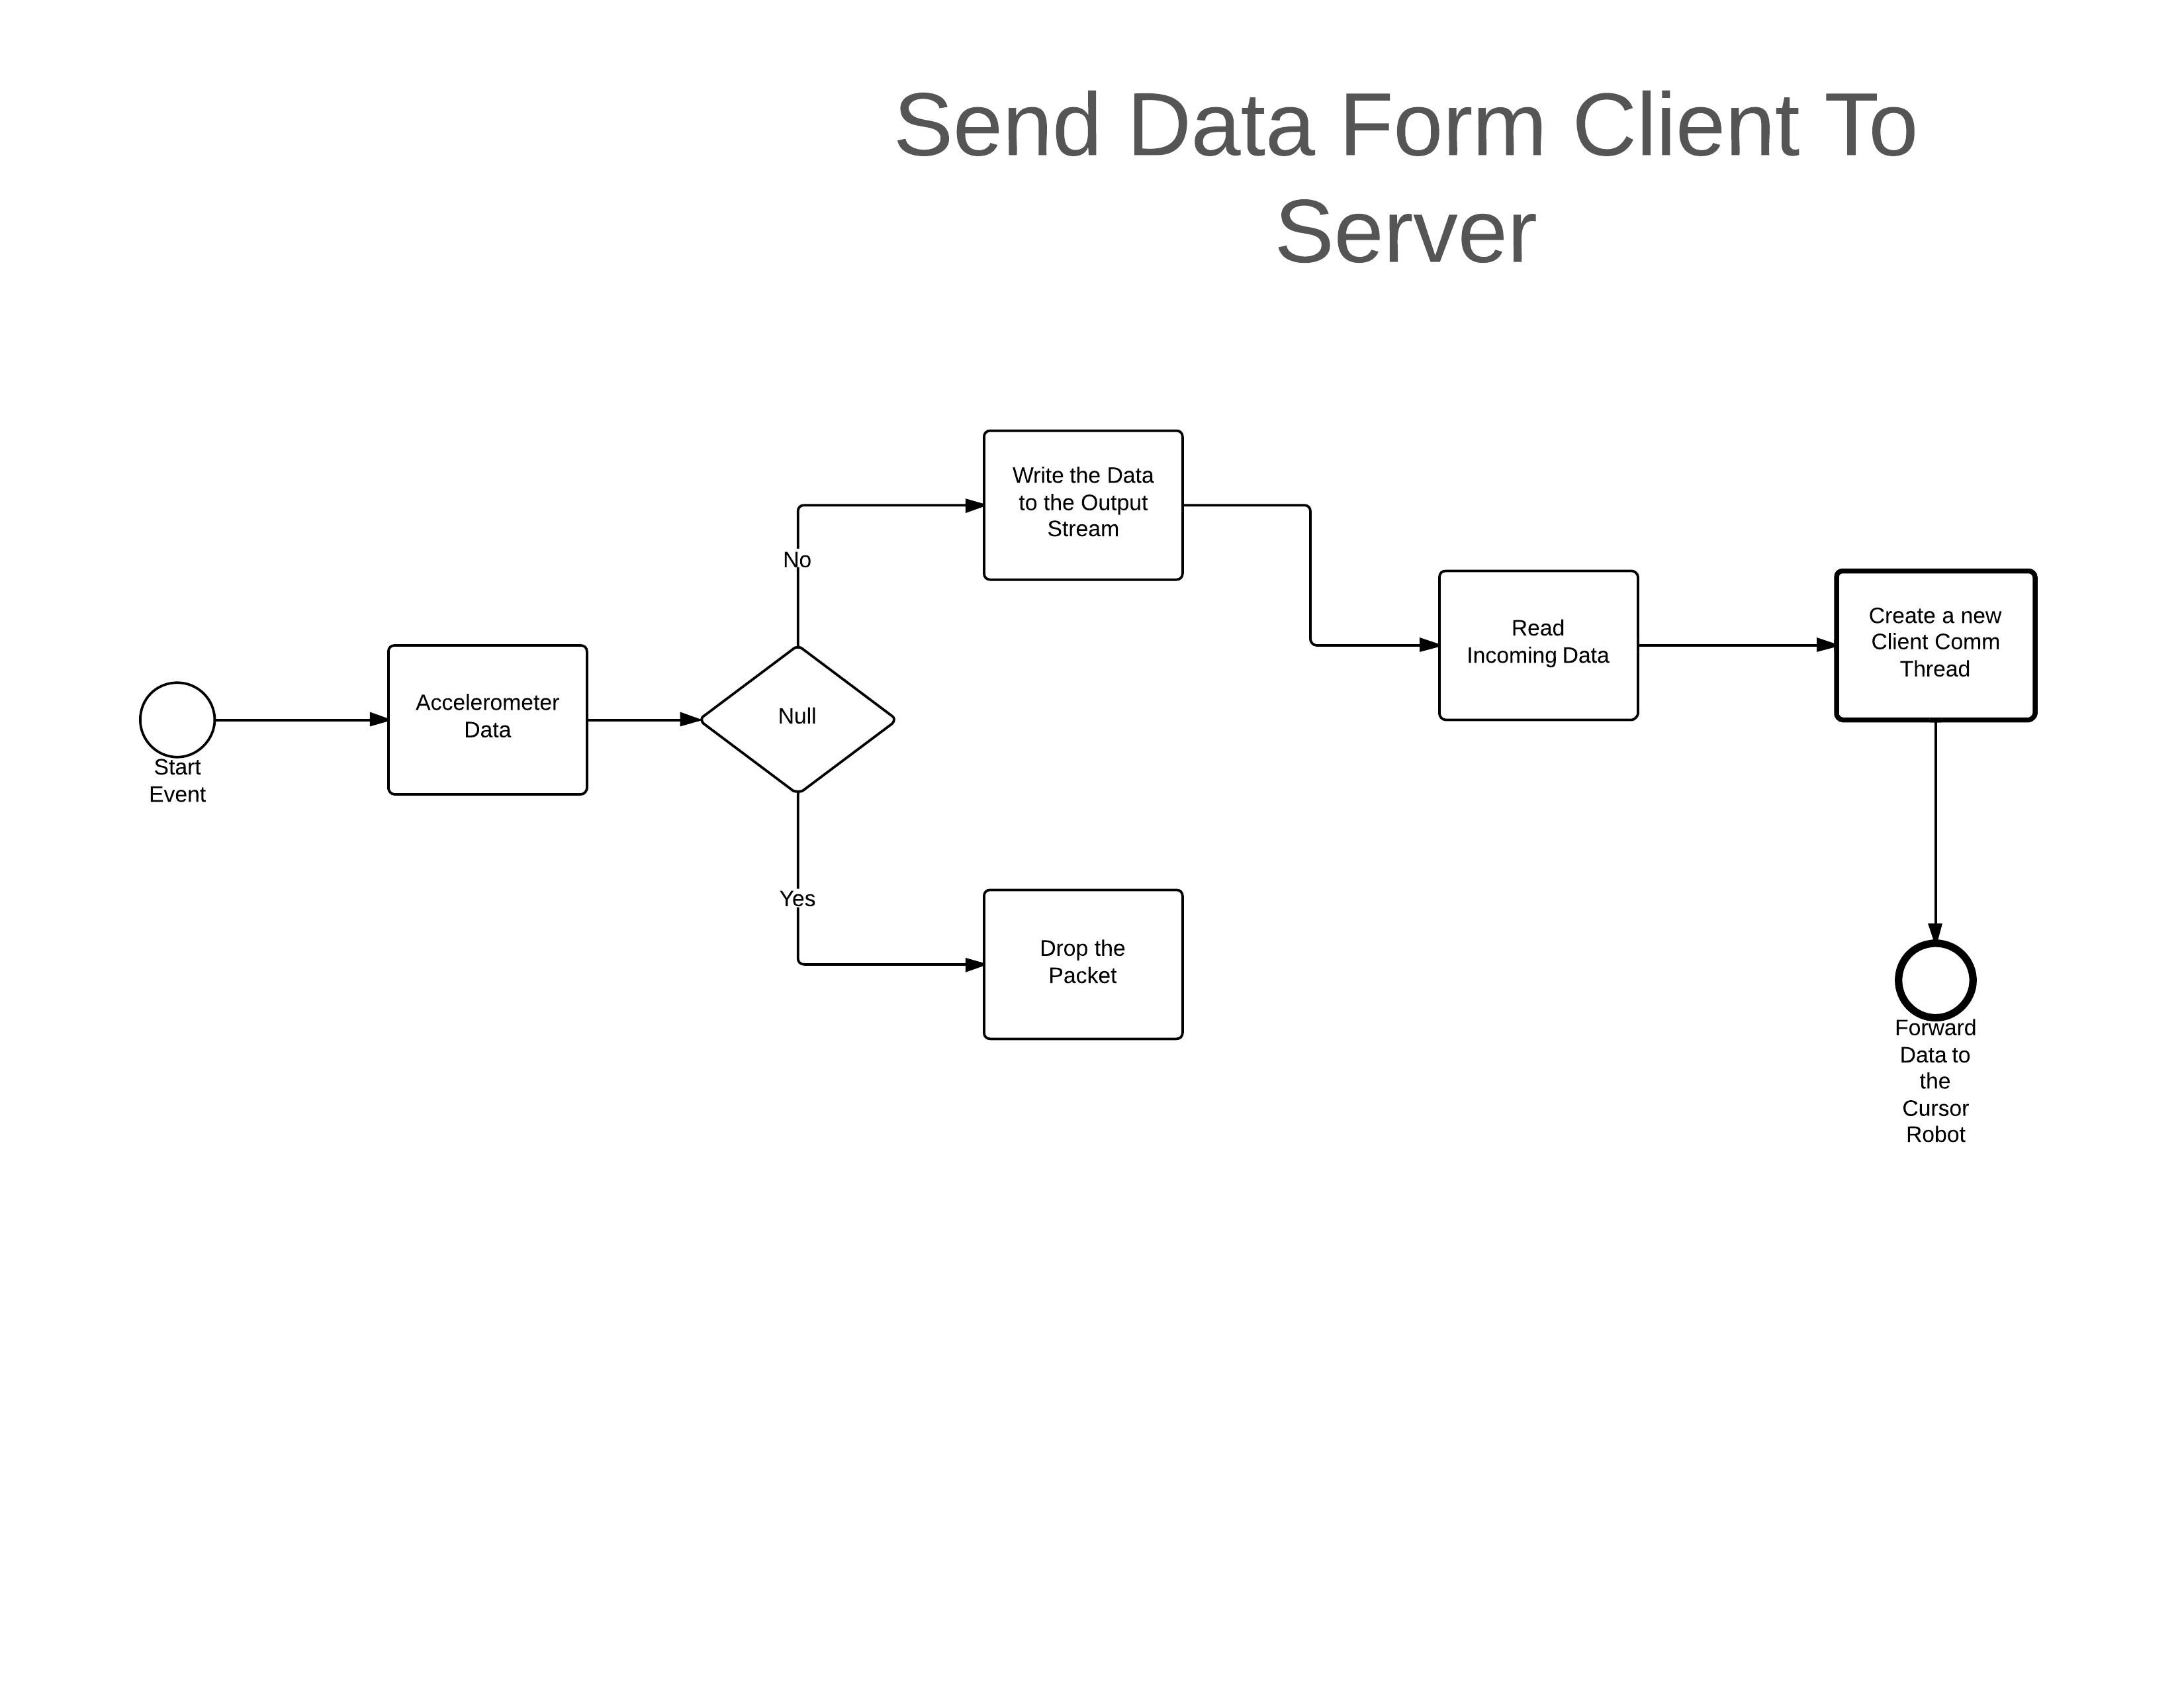 Send Data Form Client To
Server
Write the Data
to the Output
Stream
No
Read
Incoming Data
Create a new
Client Comm
Thread
Accelerometer
Data
Null
Start
Event
Yes
Drop the
Packet
Forward
Data to
the
Cursor
Robot